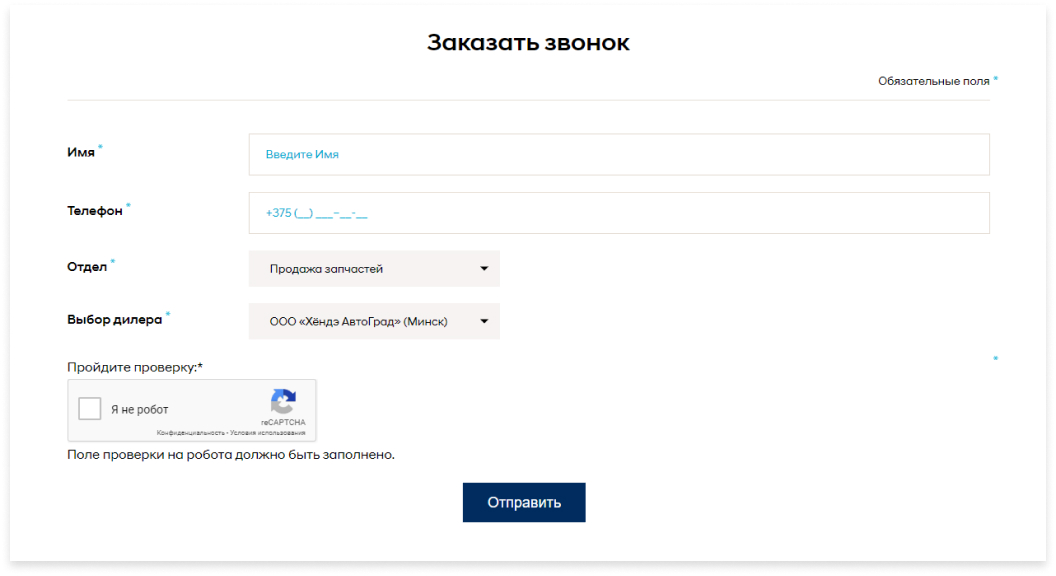 Заказать звонок
Обязательные поля *
Имя *
Введите Имя
Телефон *
+375 (__) ___-__-__
Отдел *
Продажа запчастей
Выбор дилера *
ООО «Хёндэ АвтоГрад» (Минск)
*
Пройдите проверку:*
Я не робот
reCAPTCHA
Конфиденциальность - Условия использования
Поле проверки на робота должно быть заполнено.
Отправить